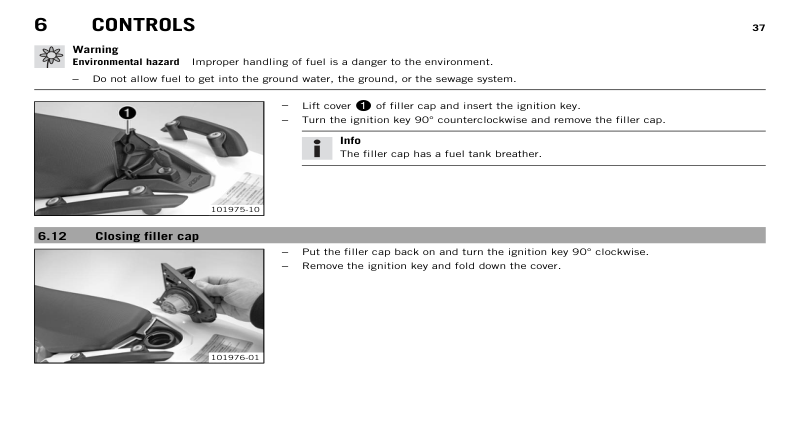 6 CONTROLS 37
Warning
Environmental hazard Improper handling of fuel is a danger to the environment.
– Do not allow fuel to get into the ground water, the ground, or the sewage system.
1
– Lift cover 1 of filler cap and insert the ignition key.
– Turn the ignition key 90° counterclockwise and remove the filler cap.
Info
The filler cap has a fuel tank breather.
101975-10
6.12 Closing filler cap
– Put the filler cap back on and turn the ignition key 90° clockwise.
– Remove the ignition key and fold down the cover.
101976-01